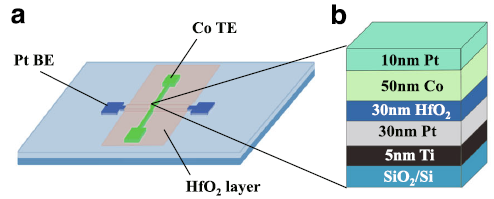 a
Co TE
Pt BE
HfO₂ layer
b
10nm Pt
50nm Co
30nm HfO₂
30nm Pt
5nm Ti
SiO₂/Si